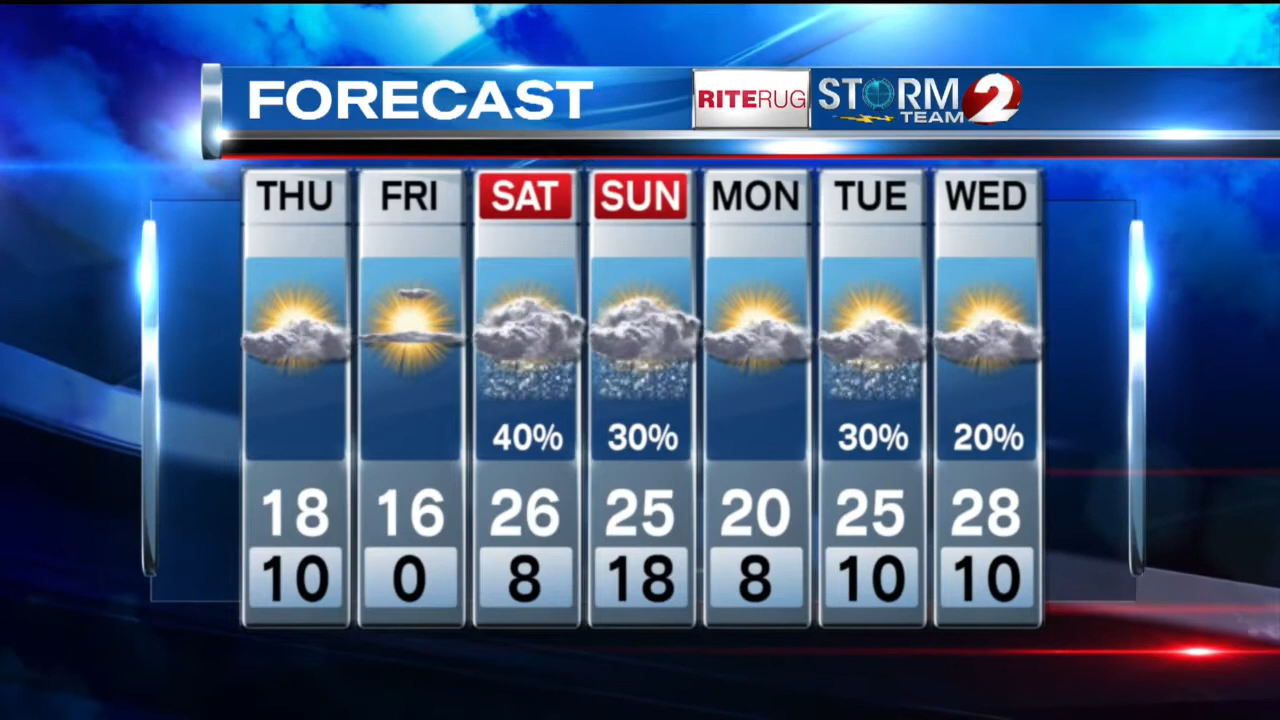 FORECAST
RITERUG
STORM
TEAM 2
THU FRI SAT SUN MON TUE WED
40% 30% 30% 20%
18 16 26 25 20 25 28
10 0 8 18 8 10 10